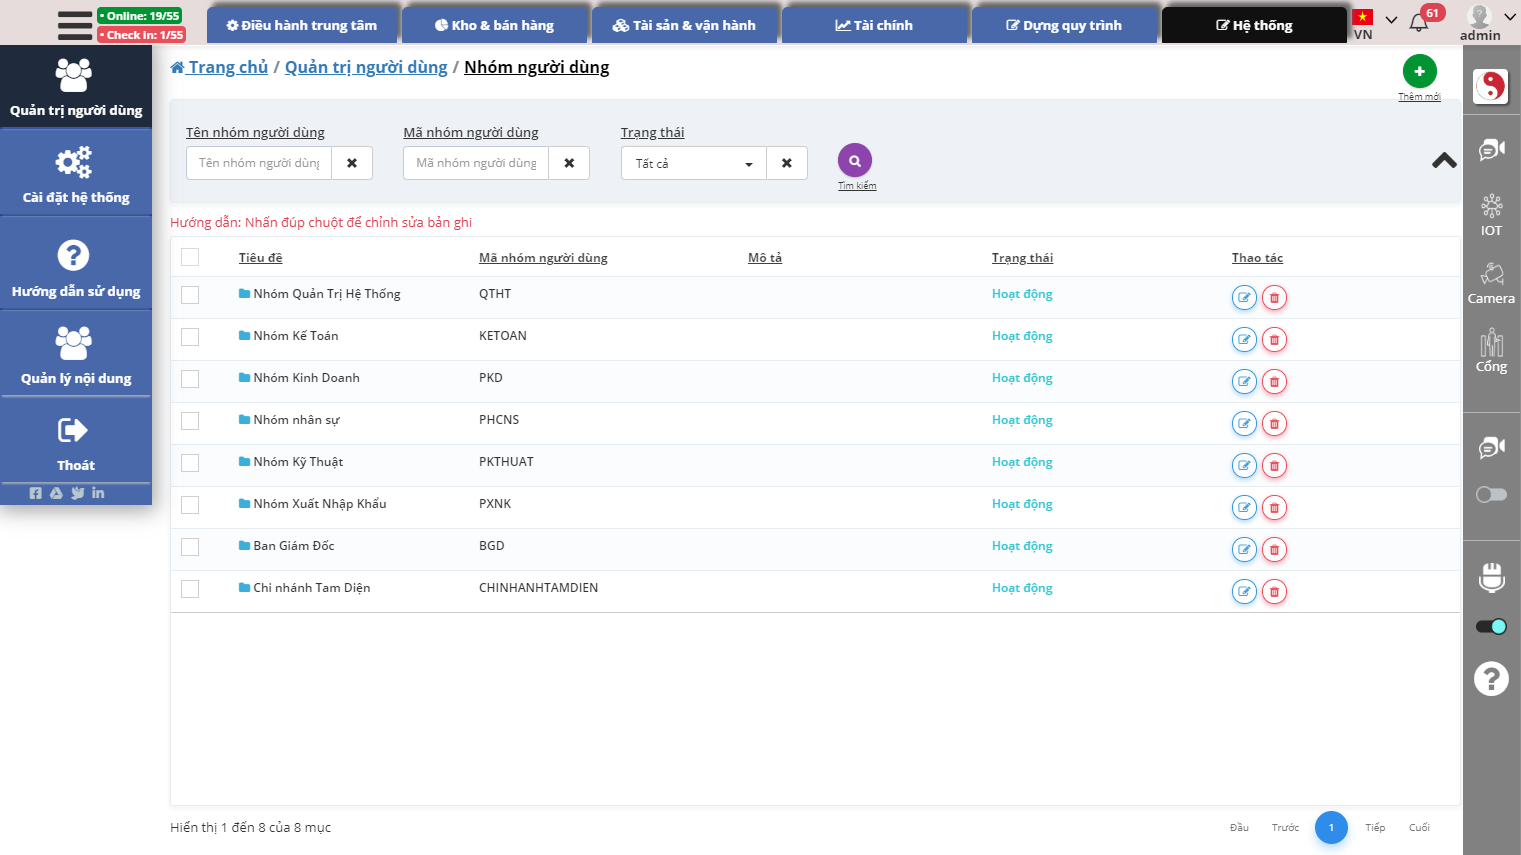 • Online: 19/55
• Check in: 1/55
Điều hành trung tâm
Kho & bán hàng
Tài sản & vận hành
Tài chính
Dựng quy trình
Hệ thống
VN
61
admin
Quản trị người dùng
Cài đặt hệ thống
Hướng dẫn sử dụng
Quản lý nội dung
Thoát
Trang chủ / Quản trị người dùng / Nhóm người dùng
Thêm mới
Tên nhóm người dùng
Mã nhóm người dùng
Trạng thái
Tên nhóm người dùng
Mã nhóm người dùng
Tất cả
Tìm kiếm
Hướng dẫn: Nhấn đúp chuột để chỉnh sửa bản ghi
Tiêu đề Mã nhóm người dùng Mô tả Trạng thái Thao tác
Nhóm Quản Trị Hệ Thống QTHT Hoạt động
Nhóm Kế Toán KETOAN Hoạt động
Nhóm Kinh Doanh PKD Hoạt động
Nhóm nhân sự PHCNS Hoạt động
Nhóm Kỹ Thuật PKTHUAT Hoạt động
Nhóm Xuất Nhập Khẩu PXNK Hoạt động
Ban Giám Đốc BGD Hoạt động
Chi nhánh Tam Diện CHINHANHTAMDIEN Hoạt động
Hiển thị 1 đến 8 của 8 mục
Đầu Trước 1 Tiếp Cuối
IOT
Camera
Cổng